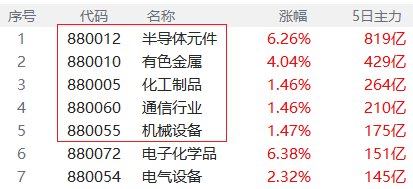 序号 代码 名称 涨幅 5日主力
1 880012 半导体元件 6.26% 819亿
2 880010 有色金属 4.04% 429亿
3 880005 化工制品 1.46% 264亿
4 880060 通信行业 1.46% 210亿
5 880055 机械设备 1.47% 175亿
6 880072 电子化学品 6.38% 151亿
7 880054 电气设备 2.32% 145亿